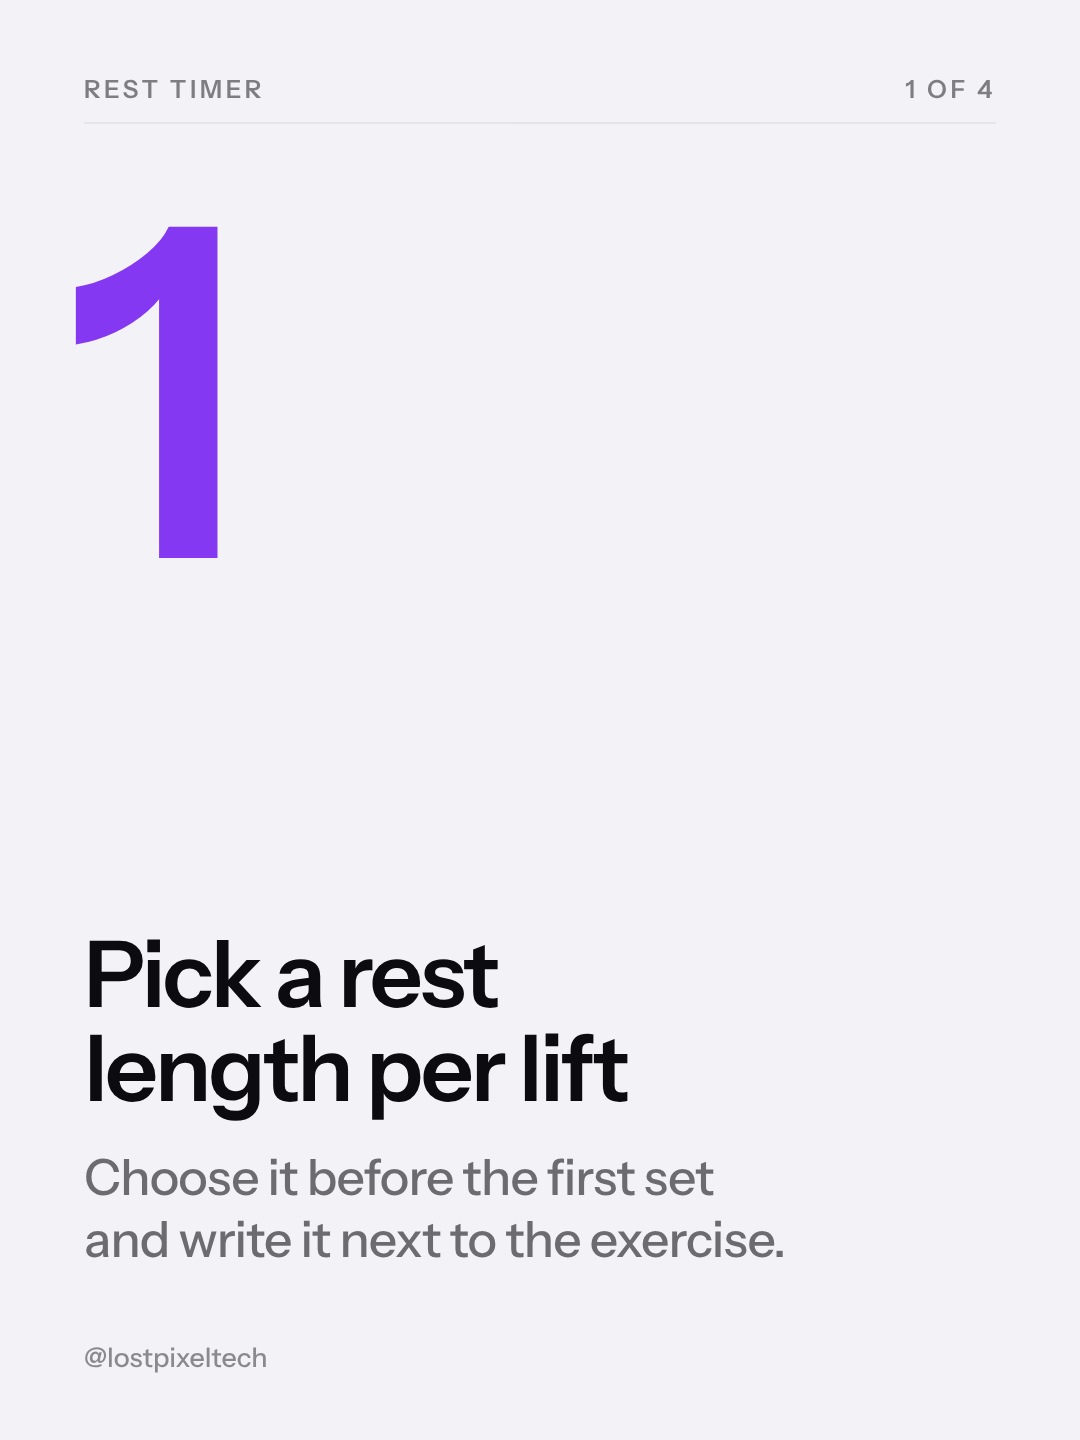 REST TIMER
1 OF 4
1
Pick a rest
length per lift
Choose it before the first set
and write it next to the exercise.
@lostpixeltech